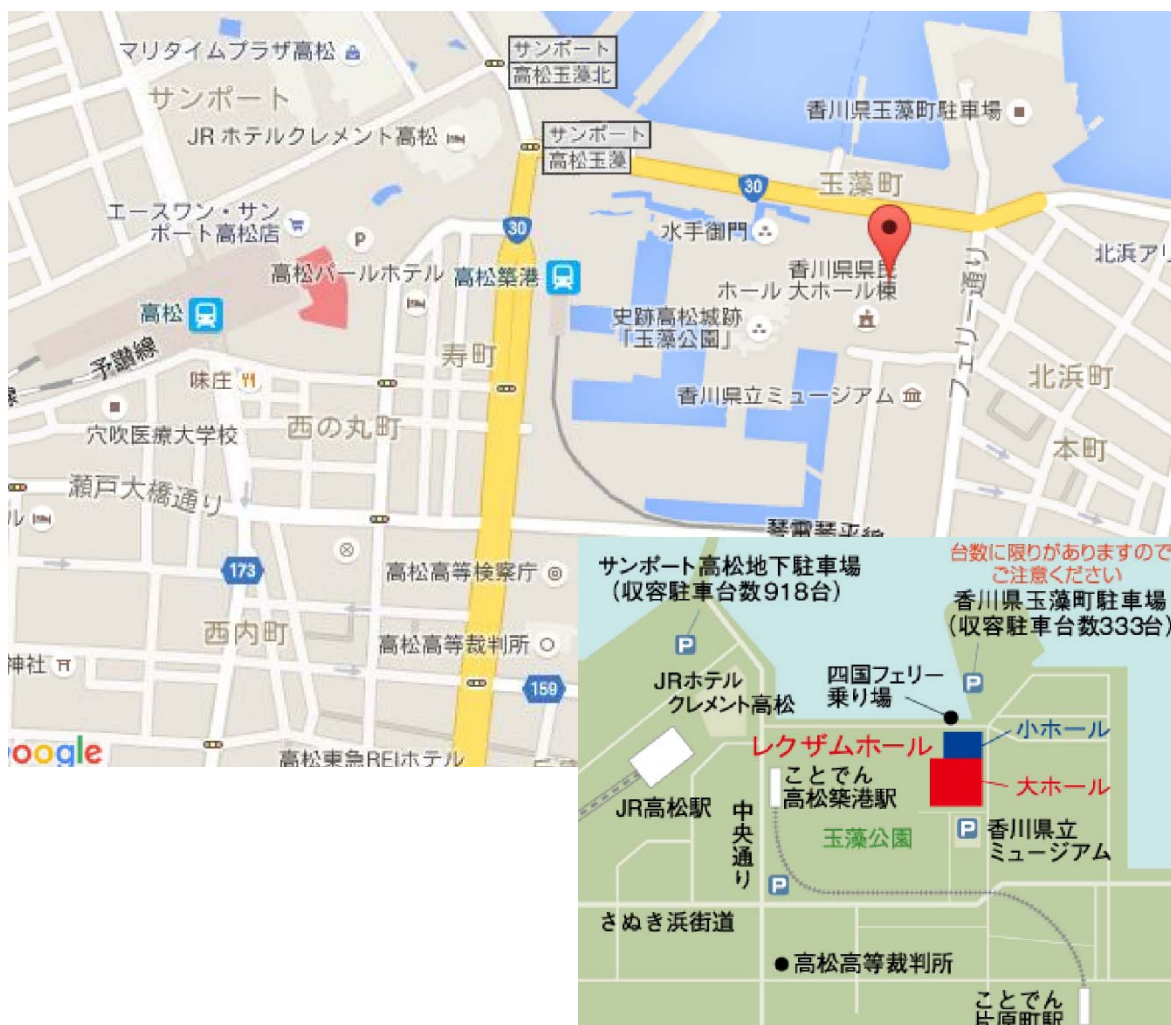 マリタイムプラザ高松
サンポート
高松玉藻北
サンポート
JR ホテルクレメント高松
サンポート
高松玉藻
香川県玉藻町駐車場
30
玉藻町
エースワン・サン
ポート高松店
P
30
水手御門
北浜アリ
高松パールホテル
高松築港
香川県県民
ホール 大ホール棟
フェリー通り
高松
史跡高松城跡
「玉藻公園」
予讃線
寿町
味庄
香川県立ミュージアム
北浜町
穴吹医療大学校
西の丸町
本町
瀬戸大橋通り
ル
琴電琴平線
173
高松高等検察庁
西内町
高松高等裁判所
神社
159
高松東急REIホテル
oogle
サンポート高松地下駐車場
（収容駐車台数918台）
台数に限りがありますので
ご注意ください
香川県玉藻町駐車場
（収容駐車台数333台）
P
JRホテル
クレメント高松
四国フェリー
乗り場
P
レクザムホール
小ホール
大ホール
ことでん
高松築港駅
JR高松駅
中央通り
玉藻公園
P
香川県立
ミュージアム
P
さぬき浜街道
高松高等裁判所
ことでん
片原町駅